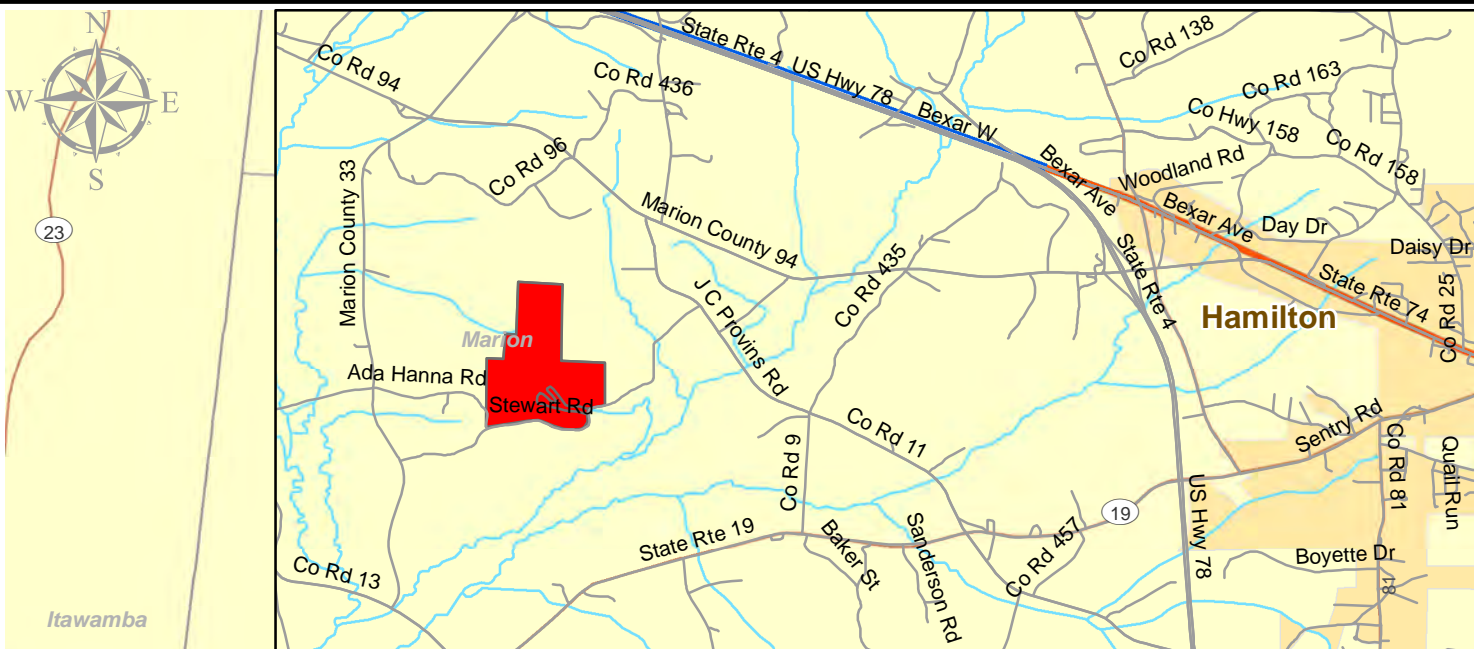 N
W
E
S
23
Itawamba
Co Rd 94
Co Rd 436
State Rte 4
US Hwy 78
Bexar W
Co Rd 138
Co Rd 163
Co Hwy 158
Co Rd 158
Woodland Rd
Bexar Ave
Bexar Ave
Day Dr
Daisy Dr
Co Rd 96
Marion County 33
Marion County 94
Co Rd 435
State Rte 4
State Rte 74
Co Rd 25
Hamilton
J C Provins Rd
Marion
Ada Hanna Rd
Stewart Rd
Co Rd 11
Sentry Rd
Co Rd 9
Co Rd 81
Quail Run
US Hwy 78
19
State Rte 19
Baker St
Sanderson Rd
Co Rd 457
Boyette Dr
81
Co Rd 13